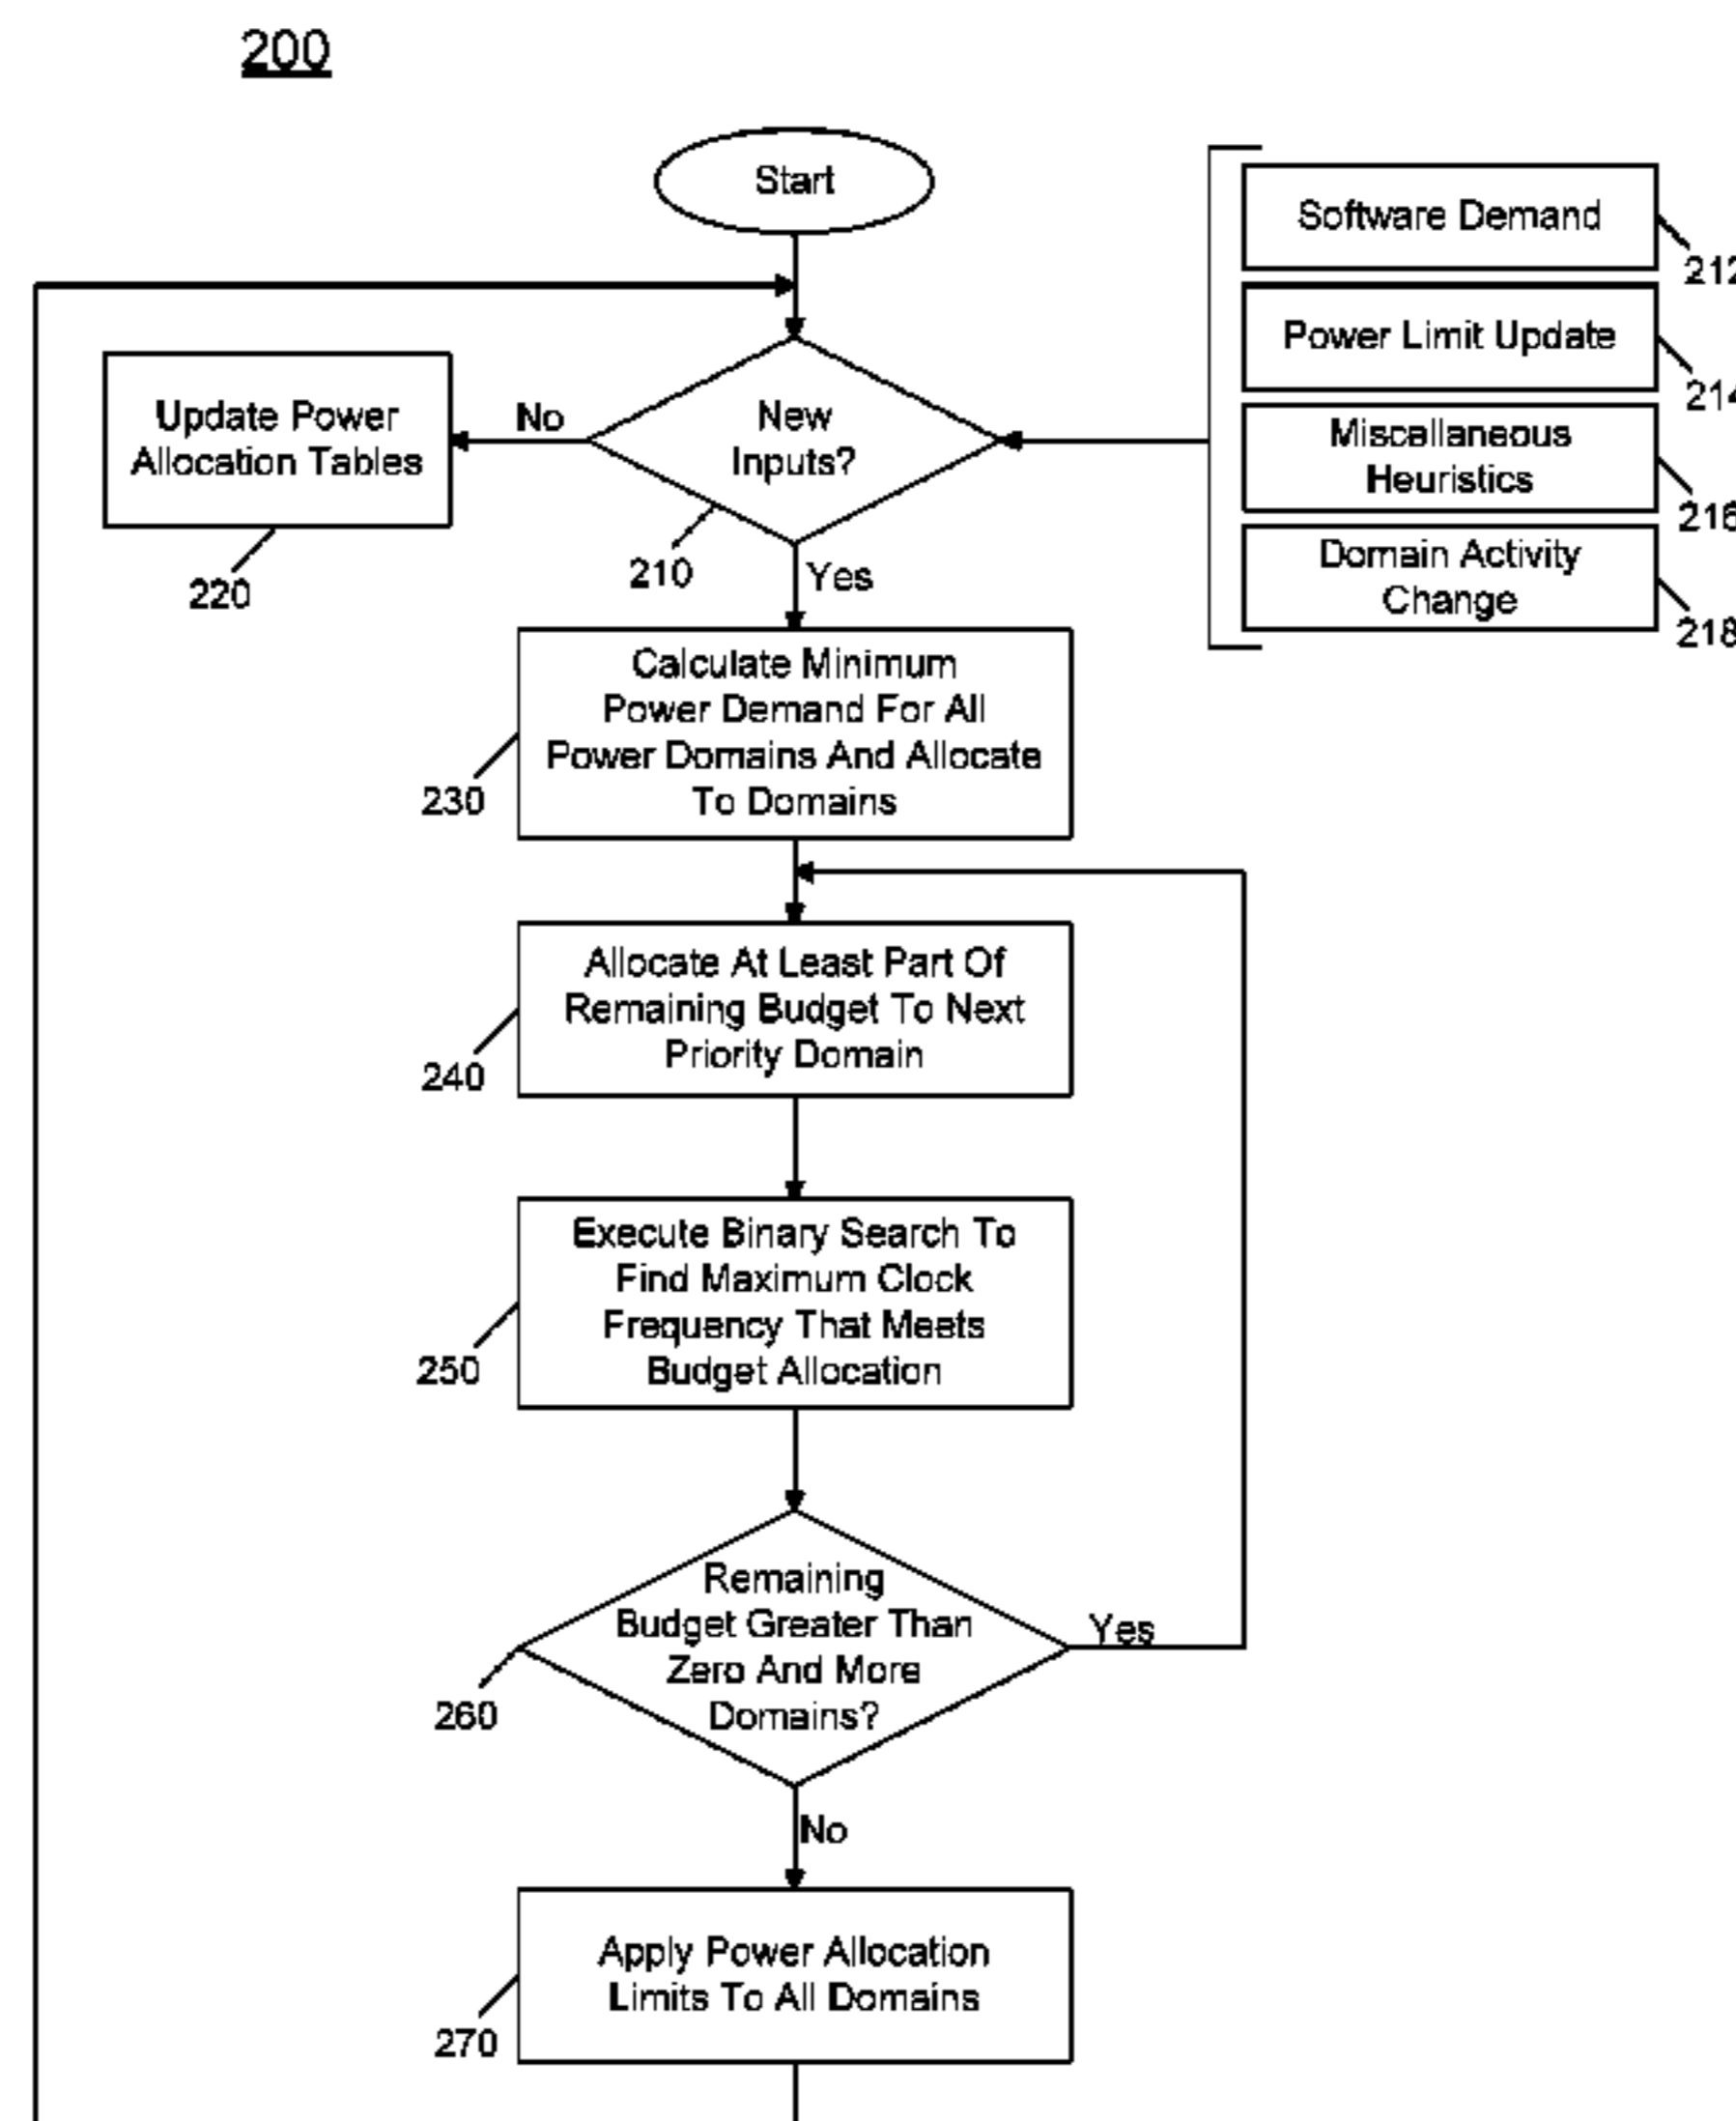 200
Start
Software Demand
212
Power Limit Update
214
Miscellaneous
Heuristics
216
Domain Activity
Change
218
New
Inputs?
210
No
Update Power
Allocation Tables
220
Yes
Calculate Minimum
Power Demand For All
Power Domains And Allocate
To Domains
230
Allocate At Least Part Of
Remaining Budget To Next
Priority Domain
240
Execute Binary Search To
Find Maximum Clock
Frequency That Meets
Budget Allocation
250
Remaining
Budget Greater Than
Zero And More
Domains?
260
Yes
No
Apply Power Allocation
Limits To All Domains
270